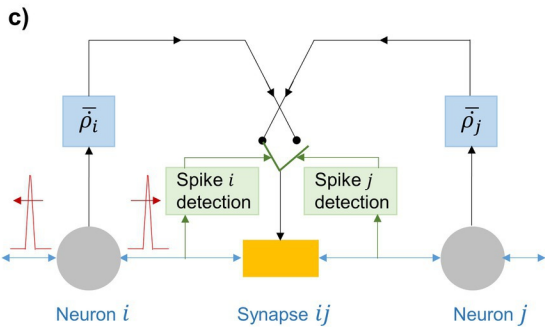 c)
ρ̇̅ᵢ
ρ̇̅ⱼ
Spike i
detection
Spike j
detection
Neuron i
Synapse ij
Neuron j